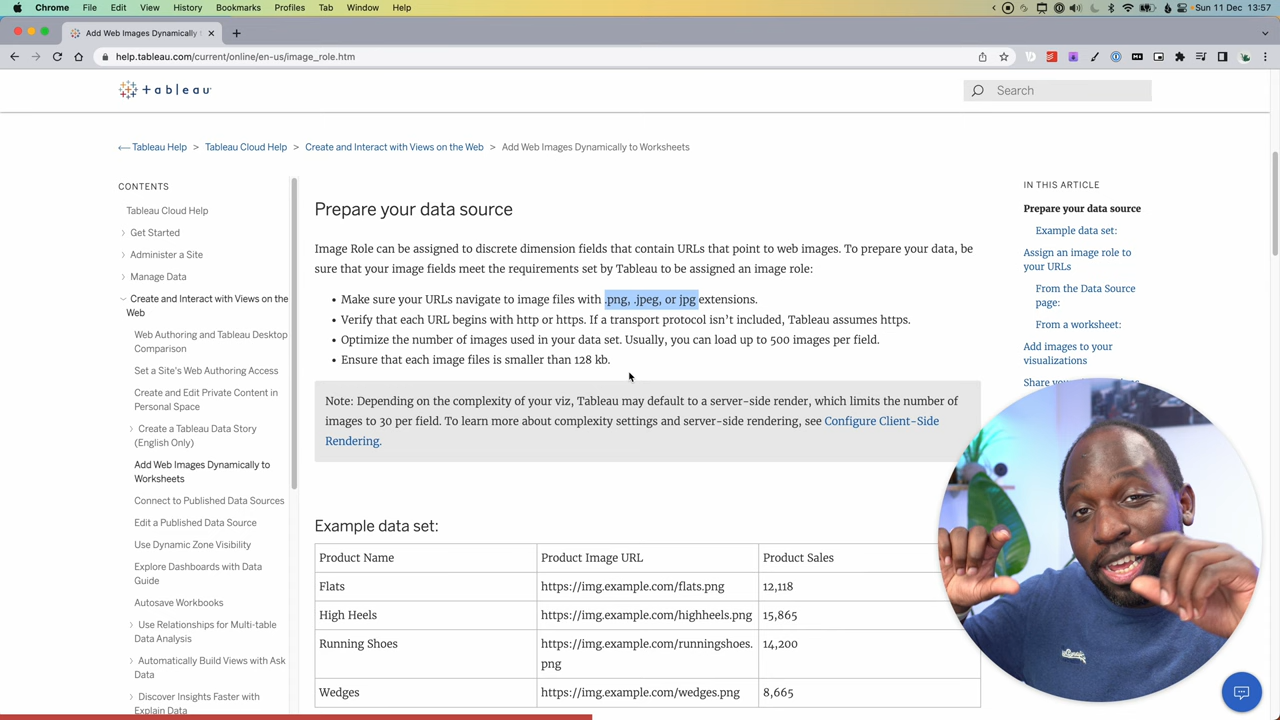 Chrome File Edit View History Bookmarks Profiles Tab Window Help Sun 11 Dec 13:57
Add Web Images Dynamically
help.tableau.com/current/online/en-us/image_role.htm
+ableau
Search
Tableau Help > Tableau Cloud Help > Create and Interact with Views on the Web > Add Web Images Dynamically to Worksheets
CONTENTS
Tableau Cloud Help
Get Started
Administer a Site
Manage Data
Create and Interact with Views on the
Web
Web Authoring and Tableau Desktop
Comparison
Set a Site's Web Authoring Access
Create and Edit Private Content in
Personal Space
Create a Tableau Data Story
(English Only)
Add Web Images Dynamically to
Worksheets
Connect to Published Data Sources
Edit a Published Data Source
Use Dynamic Zone Visibility
Explore Dashboards with Data
Guide
Autosave Workbooks
Use Relationships for Multi-table
Data Analysis
Automatically Build Views with Ask
Data
Discover Insights Faster with
Explain Data
Prepare your data source
Image Role can be assigned to discrete dimension fields that contain URLs that point to web images. To prepare your data, be
sure that your image fields meet the requirements set by Tableau to be assigned an image role:
• Make sure your URLs navigate to image files with .png, .jpeg, or jpg extensions.
• Verify that each URL begins with http or https. If a transport protocol isn't included, Tableau assumes https.
• Optimize the number of images used in your data set. Usually, you can load up to 500 images per field.
• Ensure that each image files is smaller than 128 kb.
Note: Depending on the complexity of your viz, Tableau may default to a server-side render, which limits the number of
images to 30 per field. To learn more about complexity settings and server-side rendering, see Configure Client-Side
Rendering.
Example data set:
Product Name Product Image URL Product Sales
Flats https://img.example.com/flats.png 12,118
High Heels https://img.example.com/highheels.png 15,865
Running Shoes https://img.example.com/runningshoes. 14,200
png
Wedges https://img.example.com/wedges.png 8,665
IN THIS ARTICLE
Prepare your data source
Example data set:
Assign an image role to
your URLs
From the Data Source
page:
From a worksheet:
Add images to your
visualizations
Share your